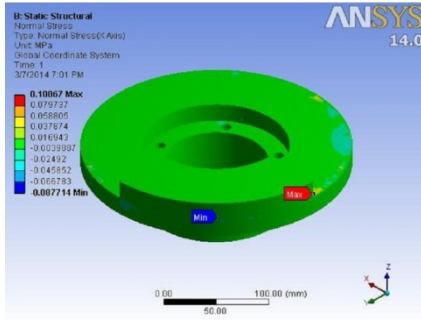 B: Static Structural
Normal Stress
Type: Normal Stress(X Axis)
Unit: MPa
Global Coordinate System
Time: 1
3/7/2014 7:01 PM
ANSYS
14.0
0.10067 Max
0.079737
0.058805
0.037874
0.016943
-0.0039887
-0.02492
-0.045852
-0.066783
-0.087714 Min
Min
Max
0.00
100.00 (mm)
50.00
X
Y
Z